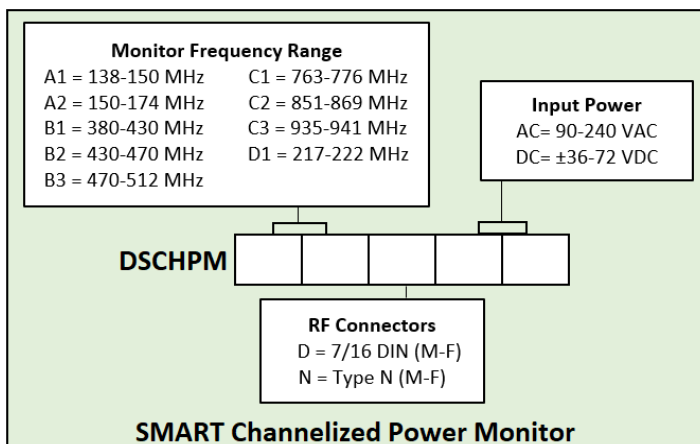 Monitor Frequency Range
A1 = 138-150 MHz C1 = 763-776 MHz
A2 = 150-174 MHz C2 = 851-869 MHz
B1 = 380-430 MHz C3 = 935-941 MHz
B2 = 430-470 MHz D1 = 217-222 MHz
B3 = 470-512 MHz
Input Power
AC= 90-240 VAC
DC= ±36-72 VDC
DSCHPM
RF Connectors
D = 7/16 DIN (M-F)
N = Type N (M-F)
SMART Channelized Power Monitor